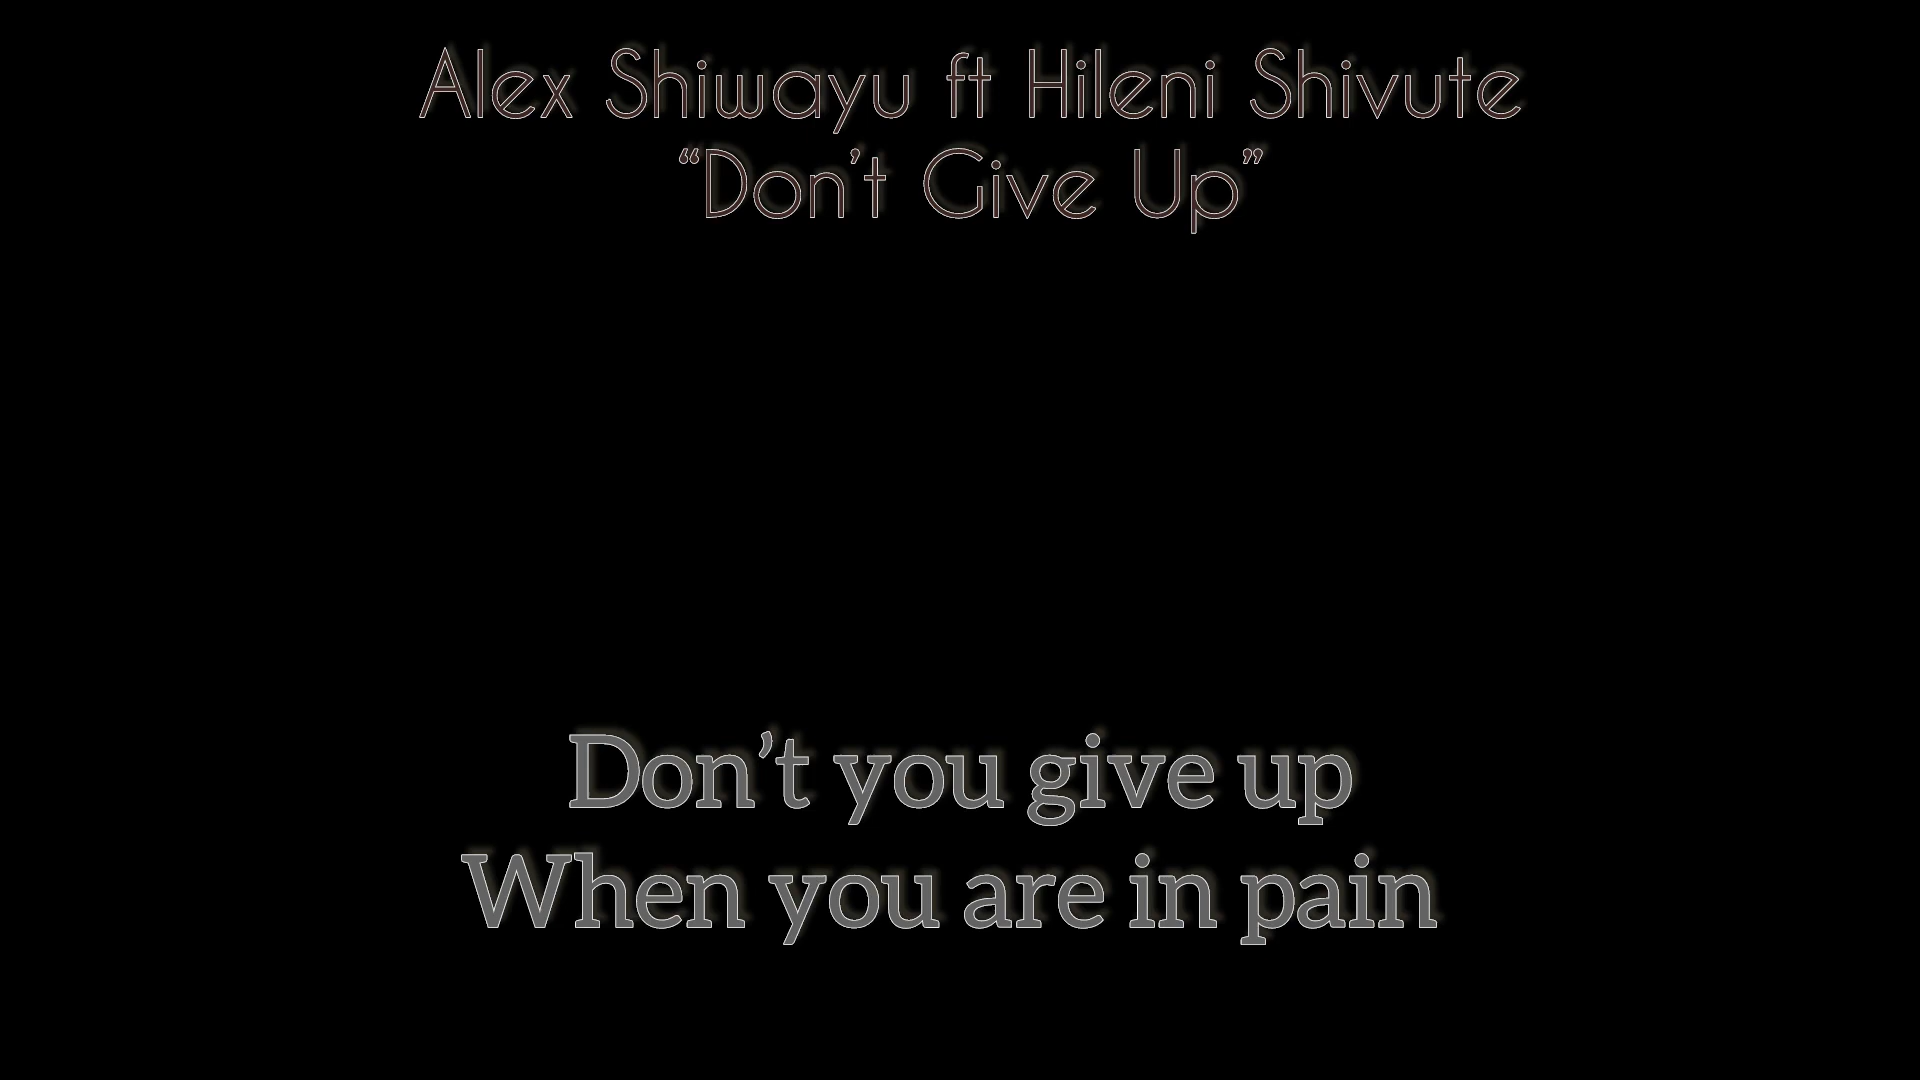 Alex Shiwayu ft Hileni Shivute
“Don’t Give Up”
Don’t you give up
When you are in pain